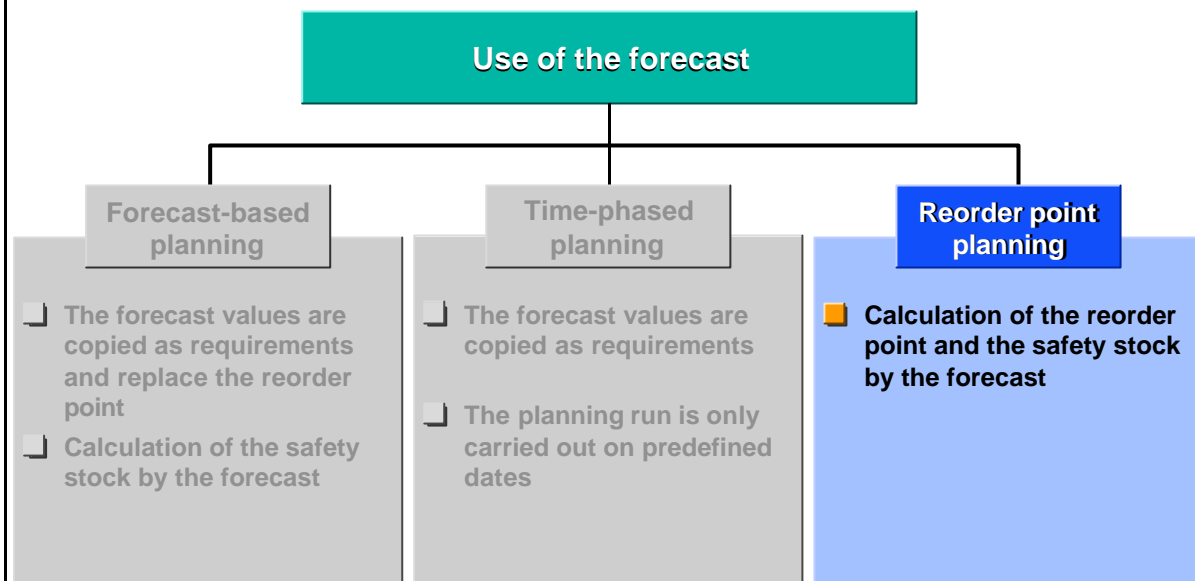 Use of the forecast
Forecast-based
planning
The forecast values are
copied as requirements
and replace the reorder
point
Calculation of the safety
stock by the forecast
Time-phased
planning
The forecast values are
copied as requirements
The planning run is only
carried out on predefined
dates
Reorder point
planning
Calculation of the reorder
point and the safety stock
by the forecast